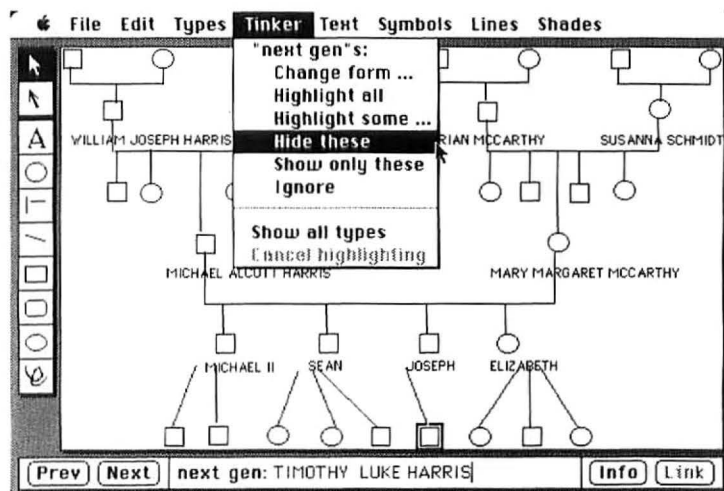 File Edit Types Tinker Text Symbols Lines Shades
"next gen"s:
Change form ...
Highlight all
Highlight some ...
Hide these
Show only these
Ignore
Show all types
Cancel highlighting
A
WILLIAM JOSEPH HARRIS
RIAN MCCARTHY
SUSANNA SCHMIDT
MICHAEL ALCOTT HARRIS
MARY MARGARET MCCARTHY
MICHAEL II
SEAN
JOSEPH
ELIZABETH
Prev Next next gen: TIMOTHY LUKE HARRIS Info Link